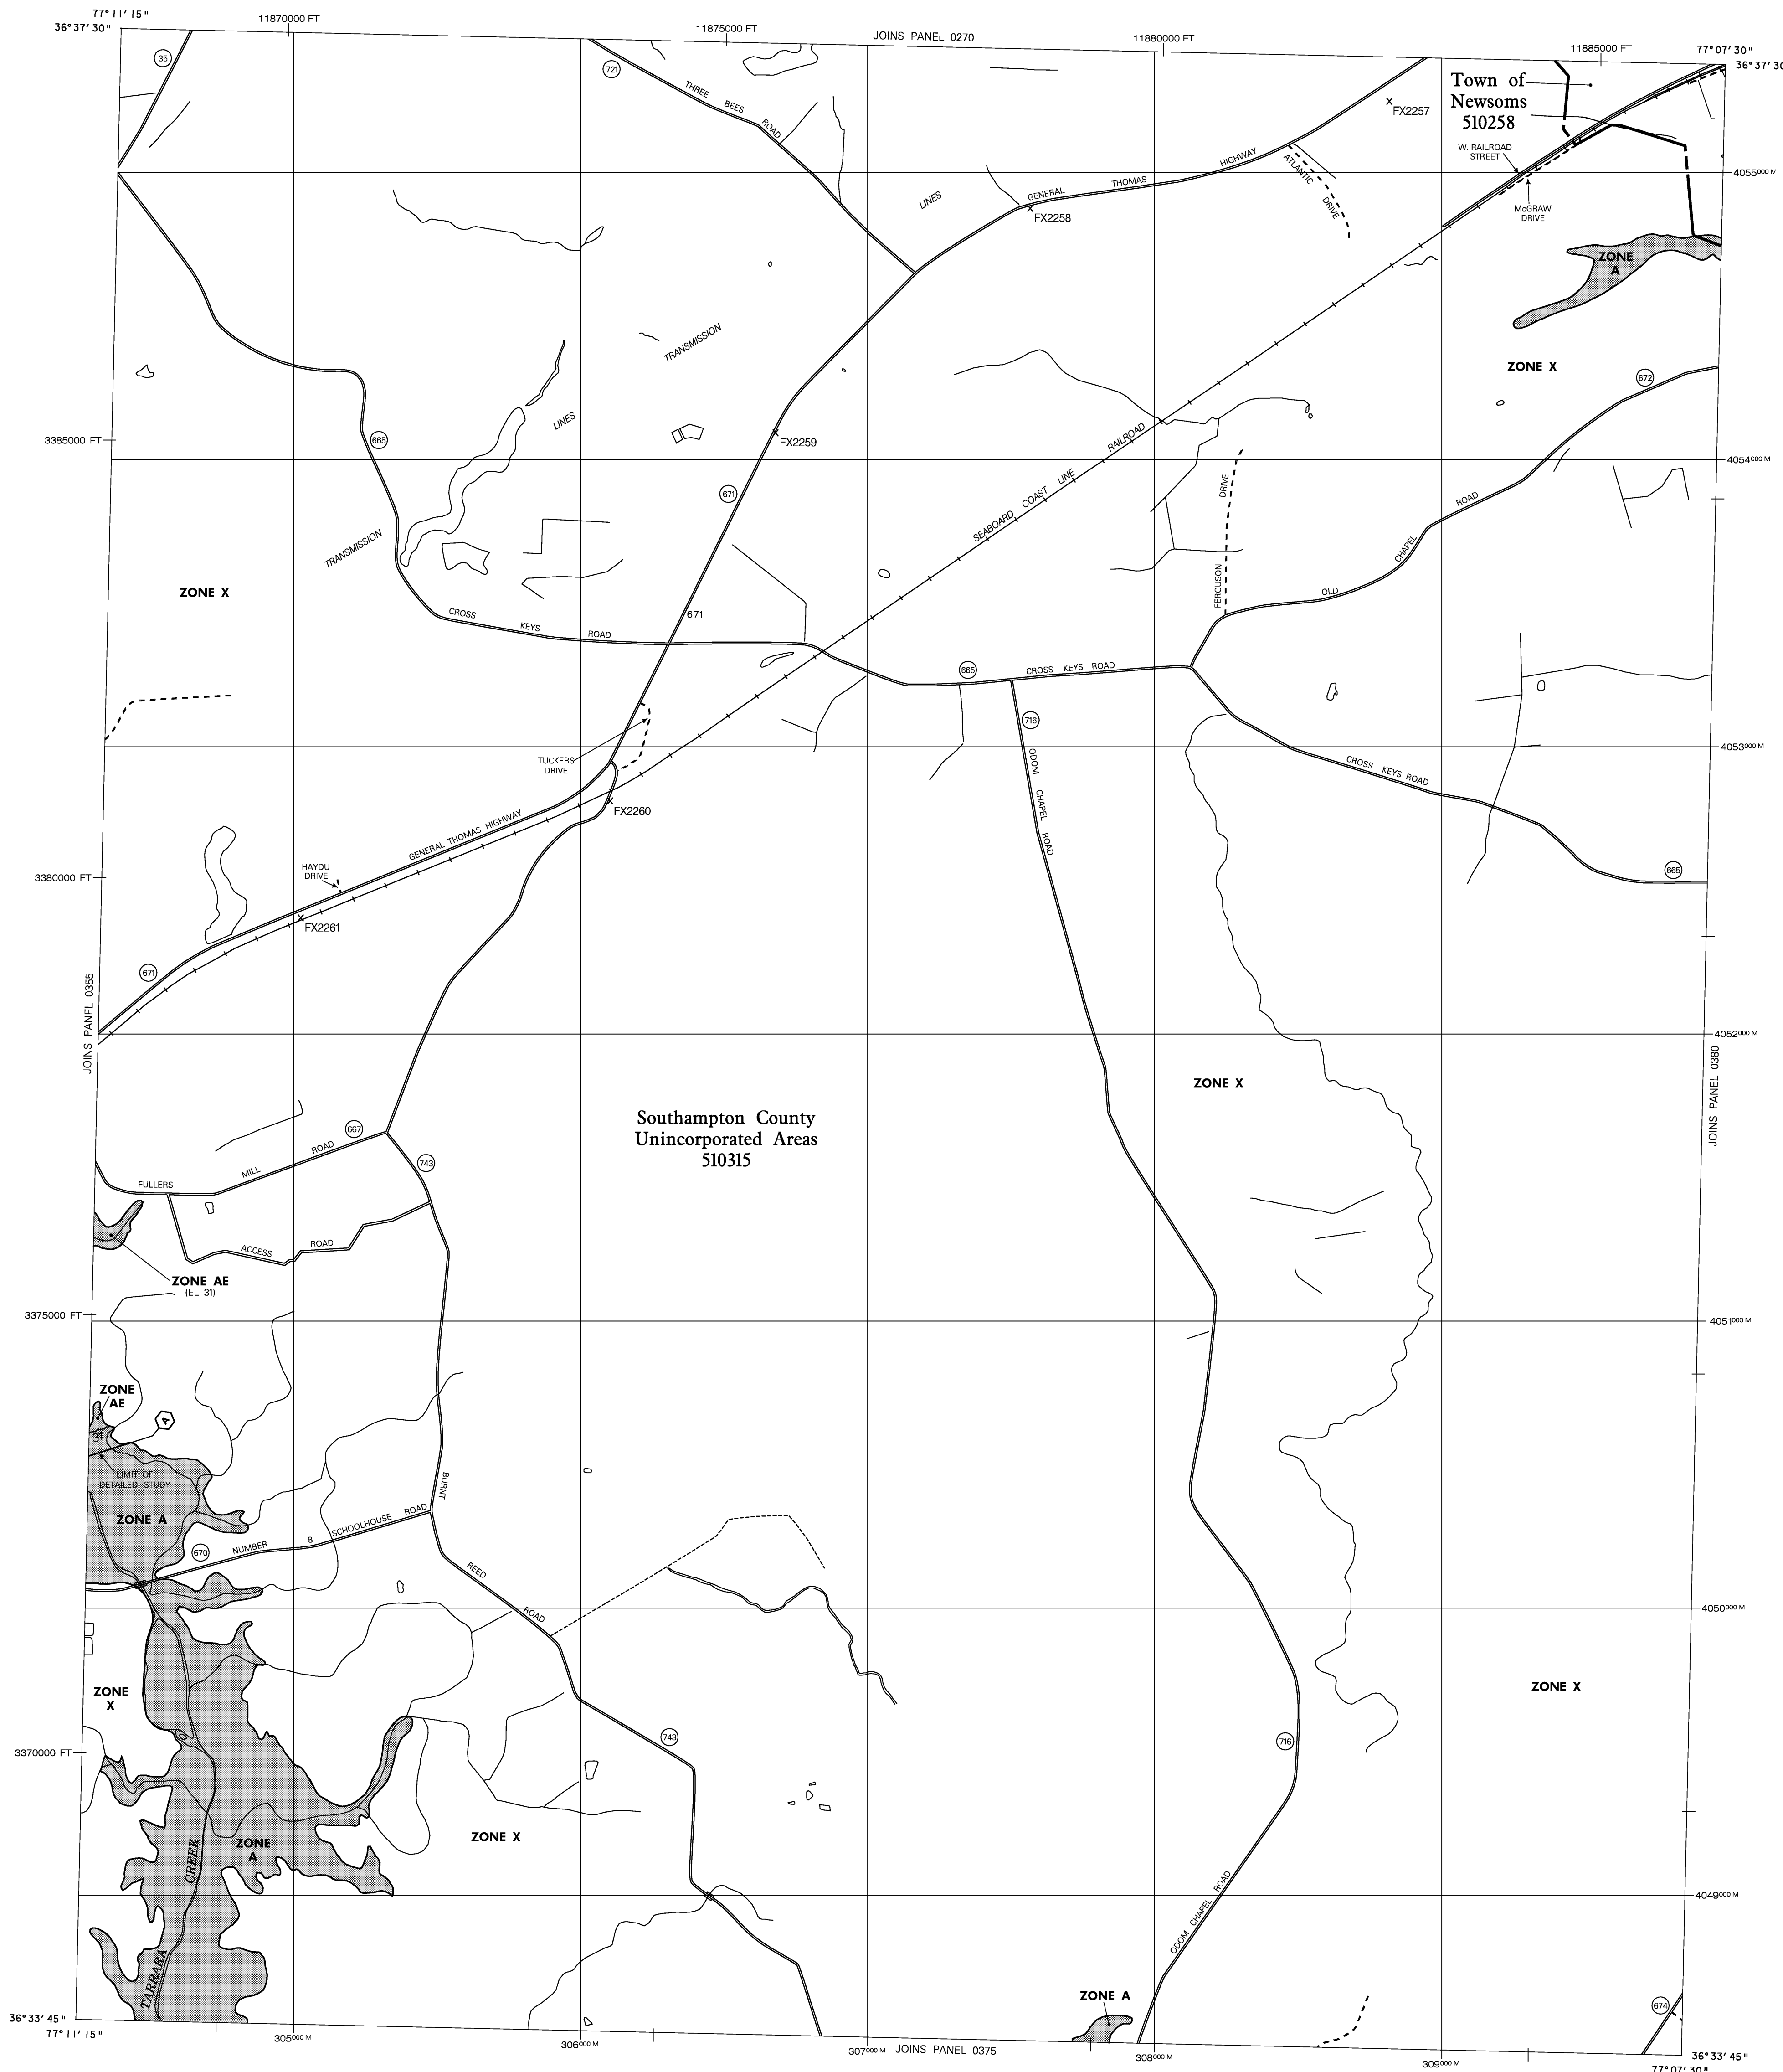 77°11'15"
36°37'30"
11870000 FT
11875000 FT
JOINS PANEL 0270
11880000 FT
11885000 FT
77°07'30"
36°37'30
35
721
THREE BEES ROAD
FX2257
Town of
Newsoms
510258
W. RAILROAD
STREET
McGRAW
DRIVE
4055000 M
LINES
GENERAL THOMAS HIGHWAY
FX2258
ATLANTIC DRIVE
ZONE
A
TRANSMISSION
ZONE X
672
LINES
3385000 FT
665
FX2259
SEABOARD COAST LINE RAILROAD
4054000 M
671
DRIVE
ROAD
TRANSMISSION
CHAPEL
ZONE X
FERGUSON
OLD
671
CROSS KEYS ROAD
665
CROSS KEYS ROAD
716
4053000 M
TUCKERS
DRIVE
ODOM CHAPEL ROAD
CROSS KEYS ROAD
FX2260
GENERAL THOMAS HIGHWAY
HAYDU
DRIVE
3380000 FT
665
FX2261
671
JOINS PANEL 0355
4052000 M
JOINS PANEL 0380
ZONE X
Southampton County
Unincorporated Areas
510315
667
FULLERS MILL ROAD
743
ACCESS ROAD
ZONE AE
(EL 31)
3375000 FT
4051000 M
ZONE
AE
A
31
LIMIT OF
DETAILED STUDY
BURNT
ZONE A
670
NUMBER 8 SCHOOLHOUSE ROAD
REED ROAD
4050000 M
ZONE
X
ZONE X
743
716
3370000 FT
ZONE X
ZONE
A
CREEK
4049000 M
ODOM CHAPEL ROAD
TARRARA
ZONE A
674
36°33'45"
77°11'15"
305000 M
306000 M
307000 M
JOINS PANEL 0375
308000 M
309000 M
36°33'45"
77°07'30"